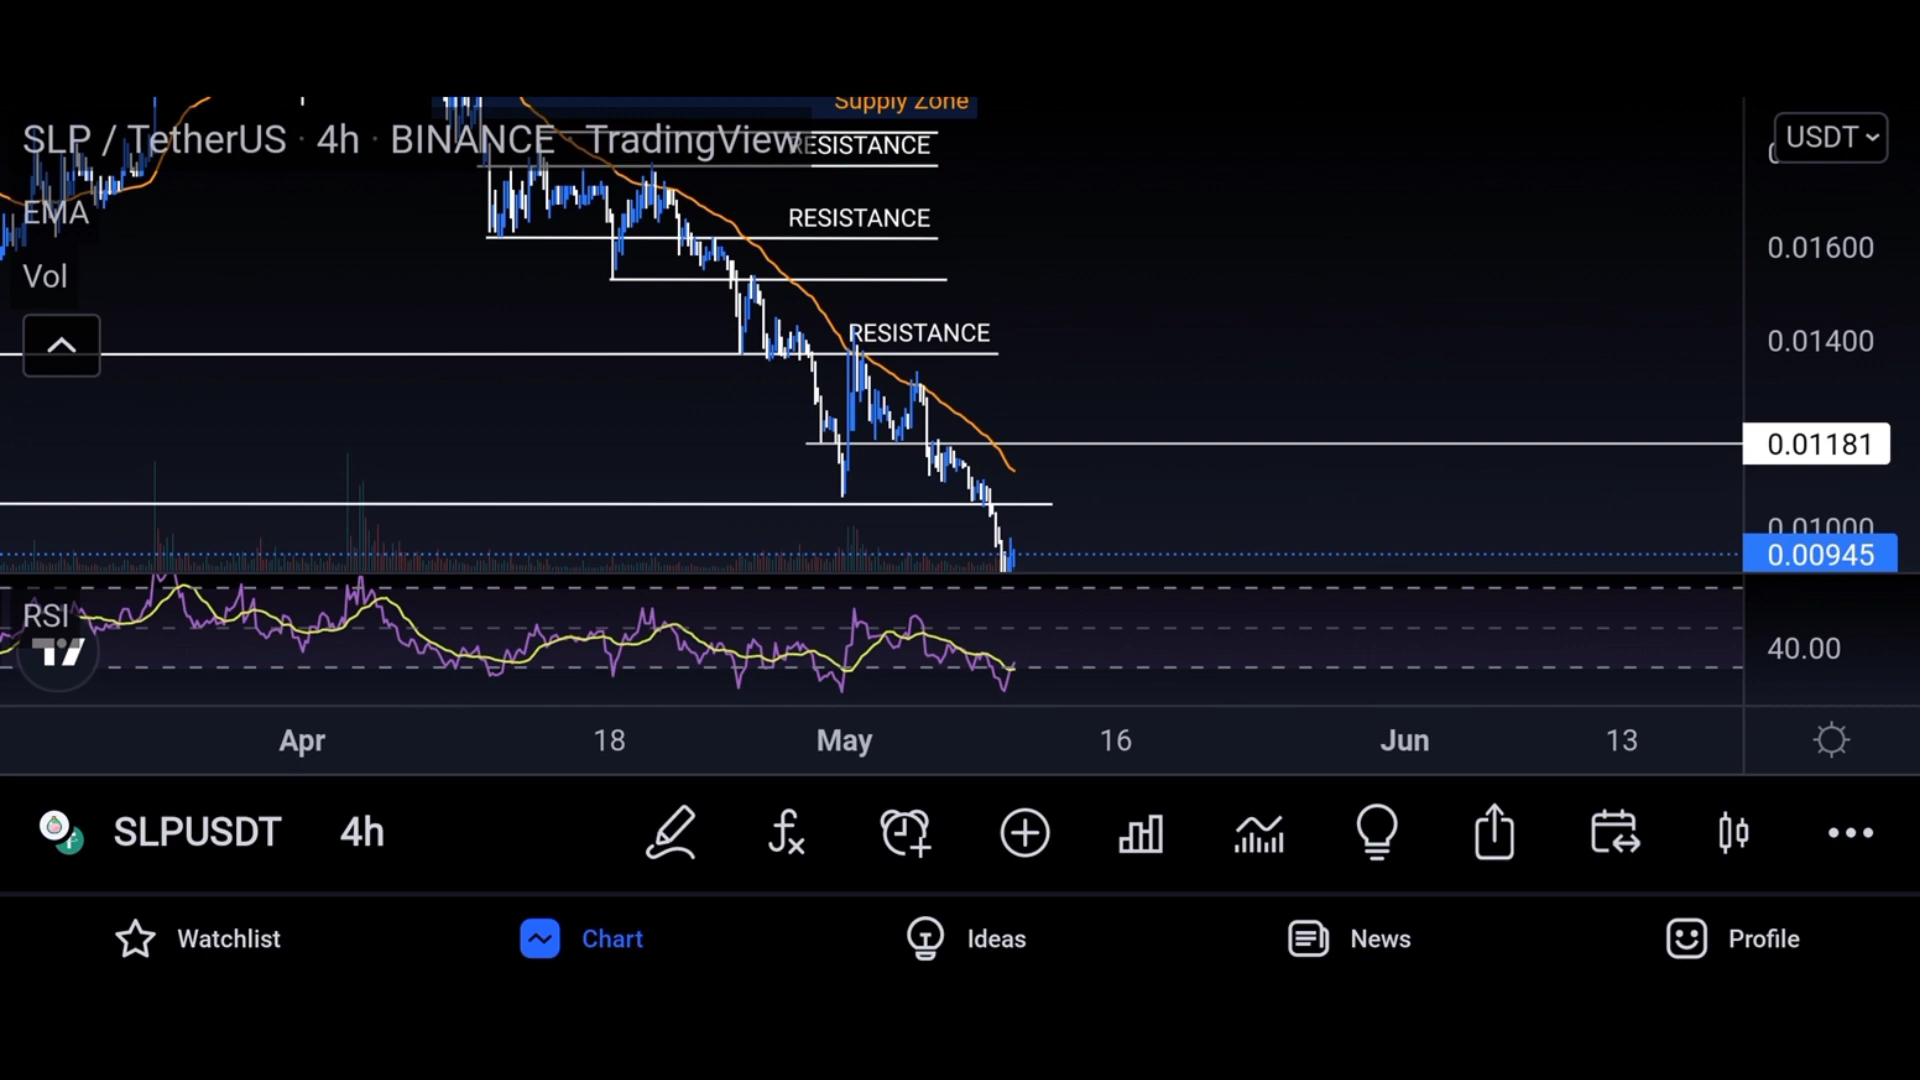 Supply Zone
SLP / TetherUS · 4h · BINANCE TradingView
RESISTANCE
USDT
EMA
RESISTANCE
0.01600
Vol
RESISTANCE
0.01400
0.01181
0.01000
0.00945
RSI
40.00
Apr 18 May 16 Jun 13
SLPUSDT 4h
Watchlist Chart Ideas News Profile